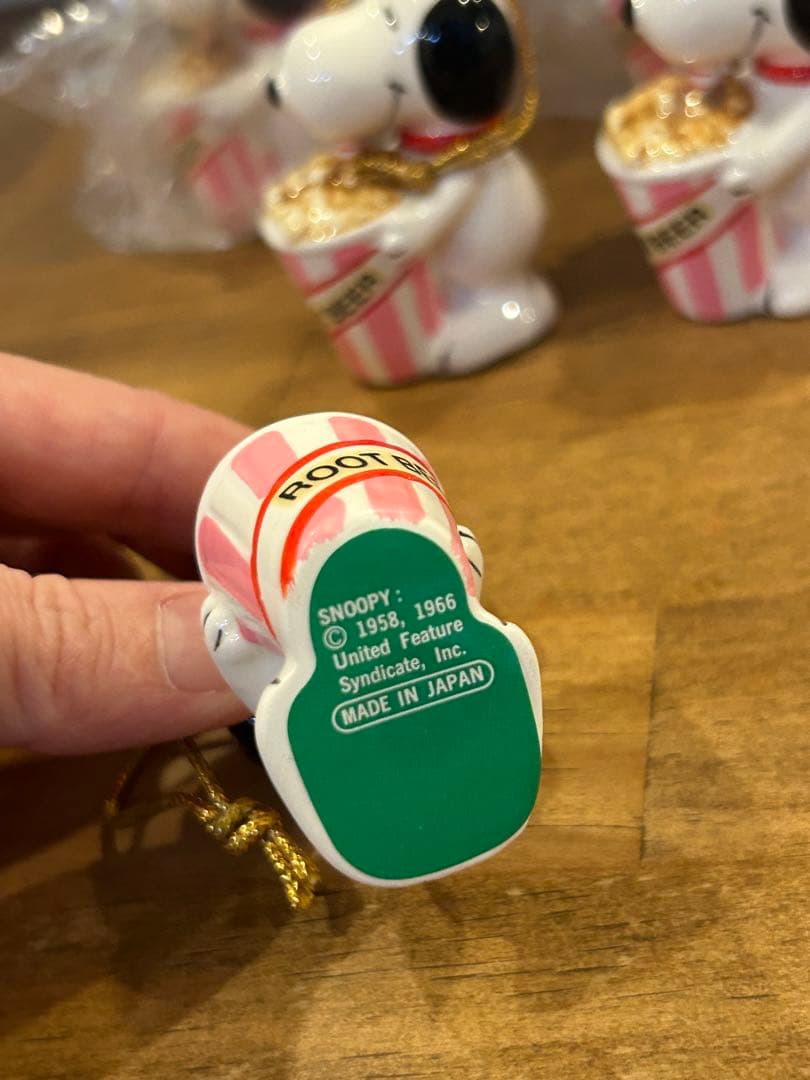 BEER
BEER
ROOT BE
SNOOPY:
© 1958, 1966
United Feature
Syndicate, Inc.
MADE IN JAPAN